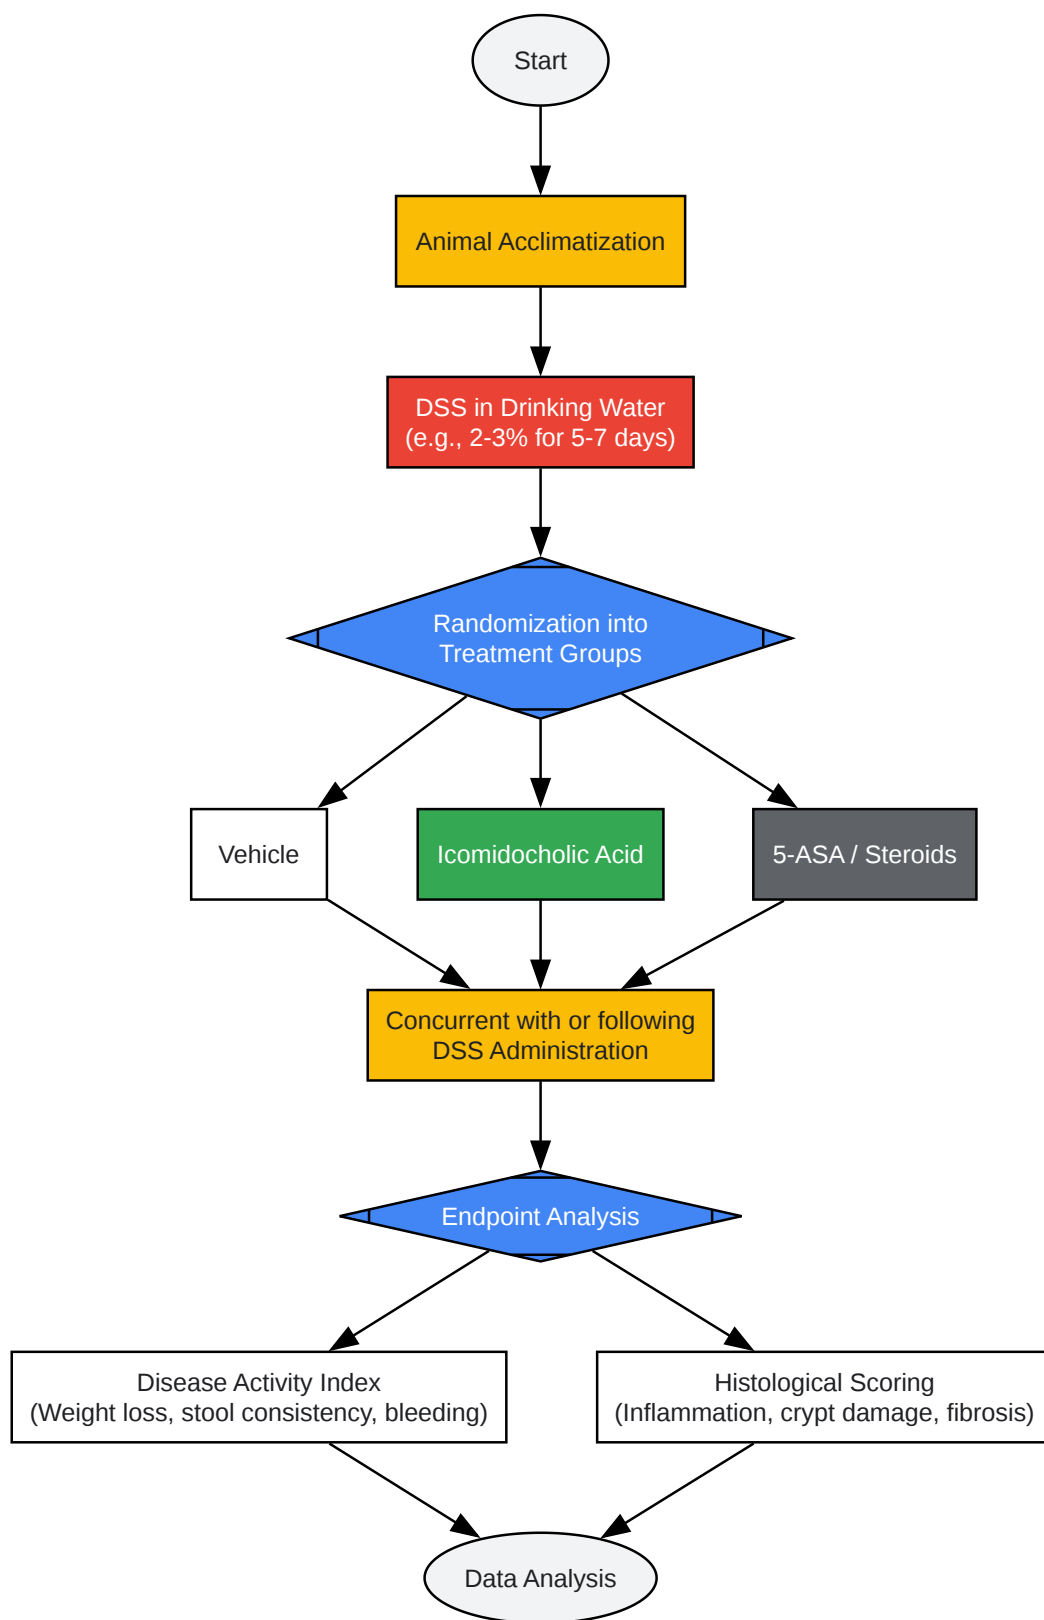 Start
Animal Acclimatization
DSS in Drinking Water
(e.g., 2-3% for 5-7 days)
Randomization into
Treatment Groups
Vehicle
Icomidocholic Acid
5-ASA / Steroids
Concurrent with or following
DSS Administration
Endpoint Analysis
Disease Activity Index
(Weight loss, stool consistency, bleeding)
Histological Scoring
(Inflammation, crypt damage, fibrosis)
Data Analysis